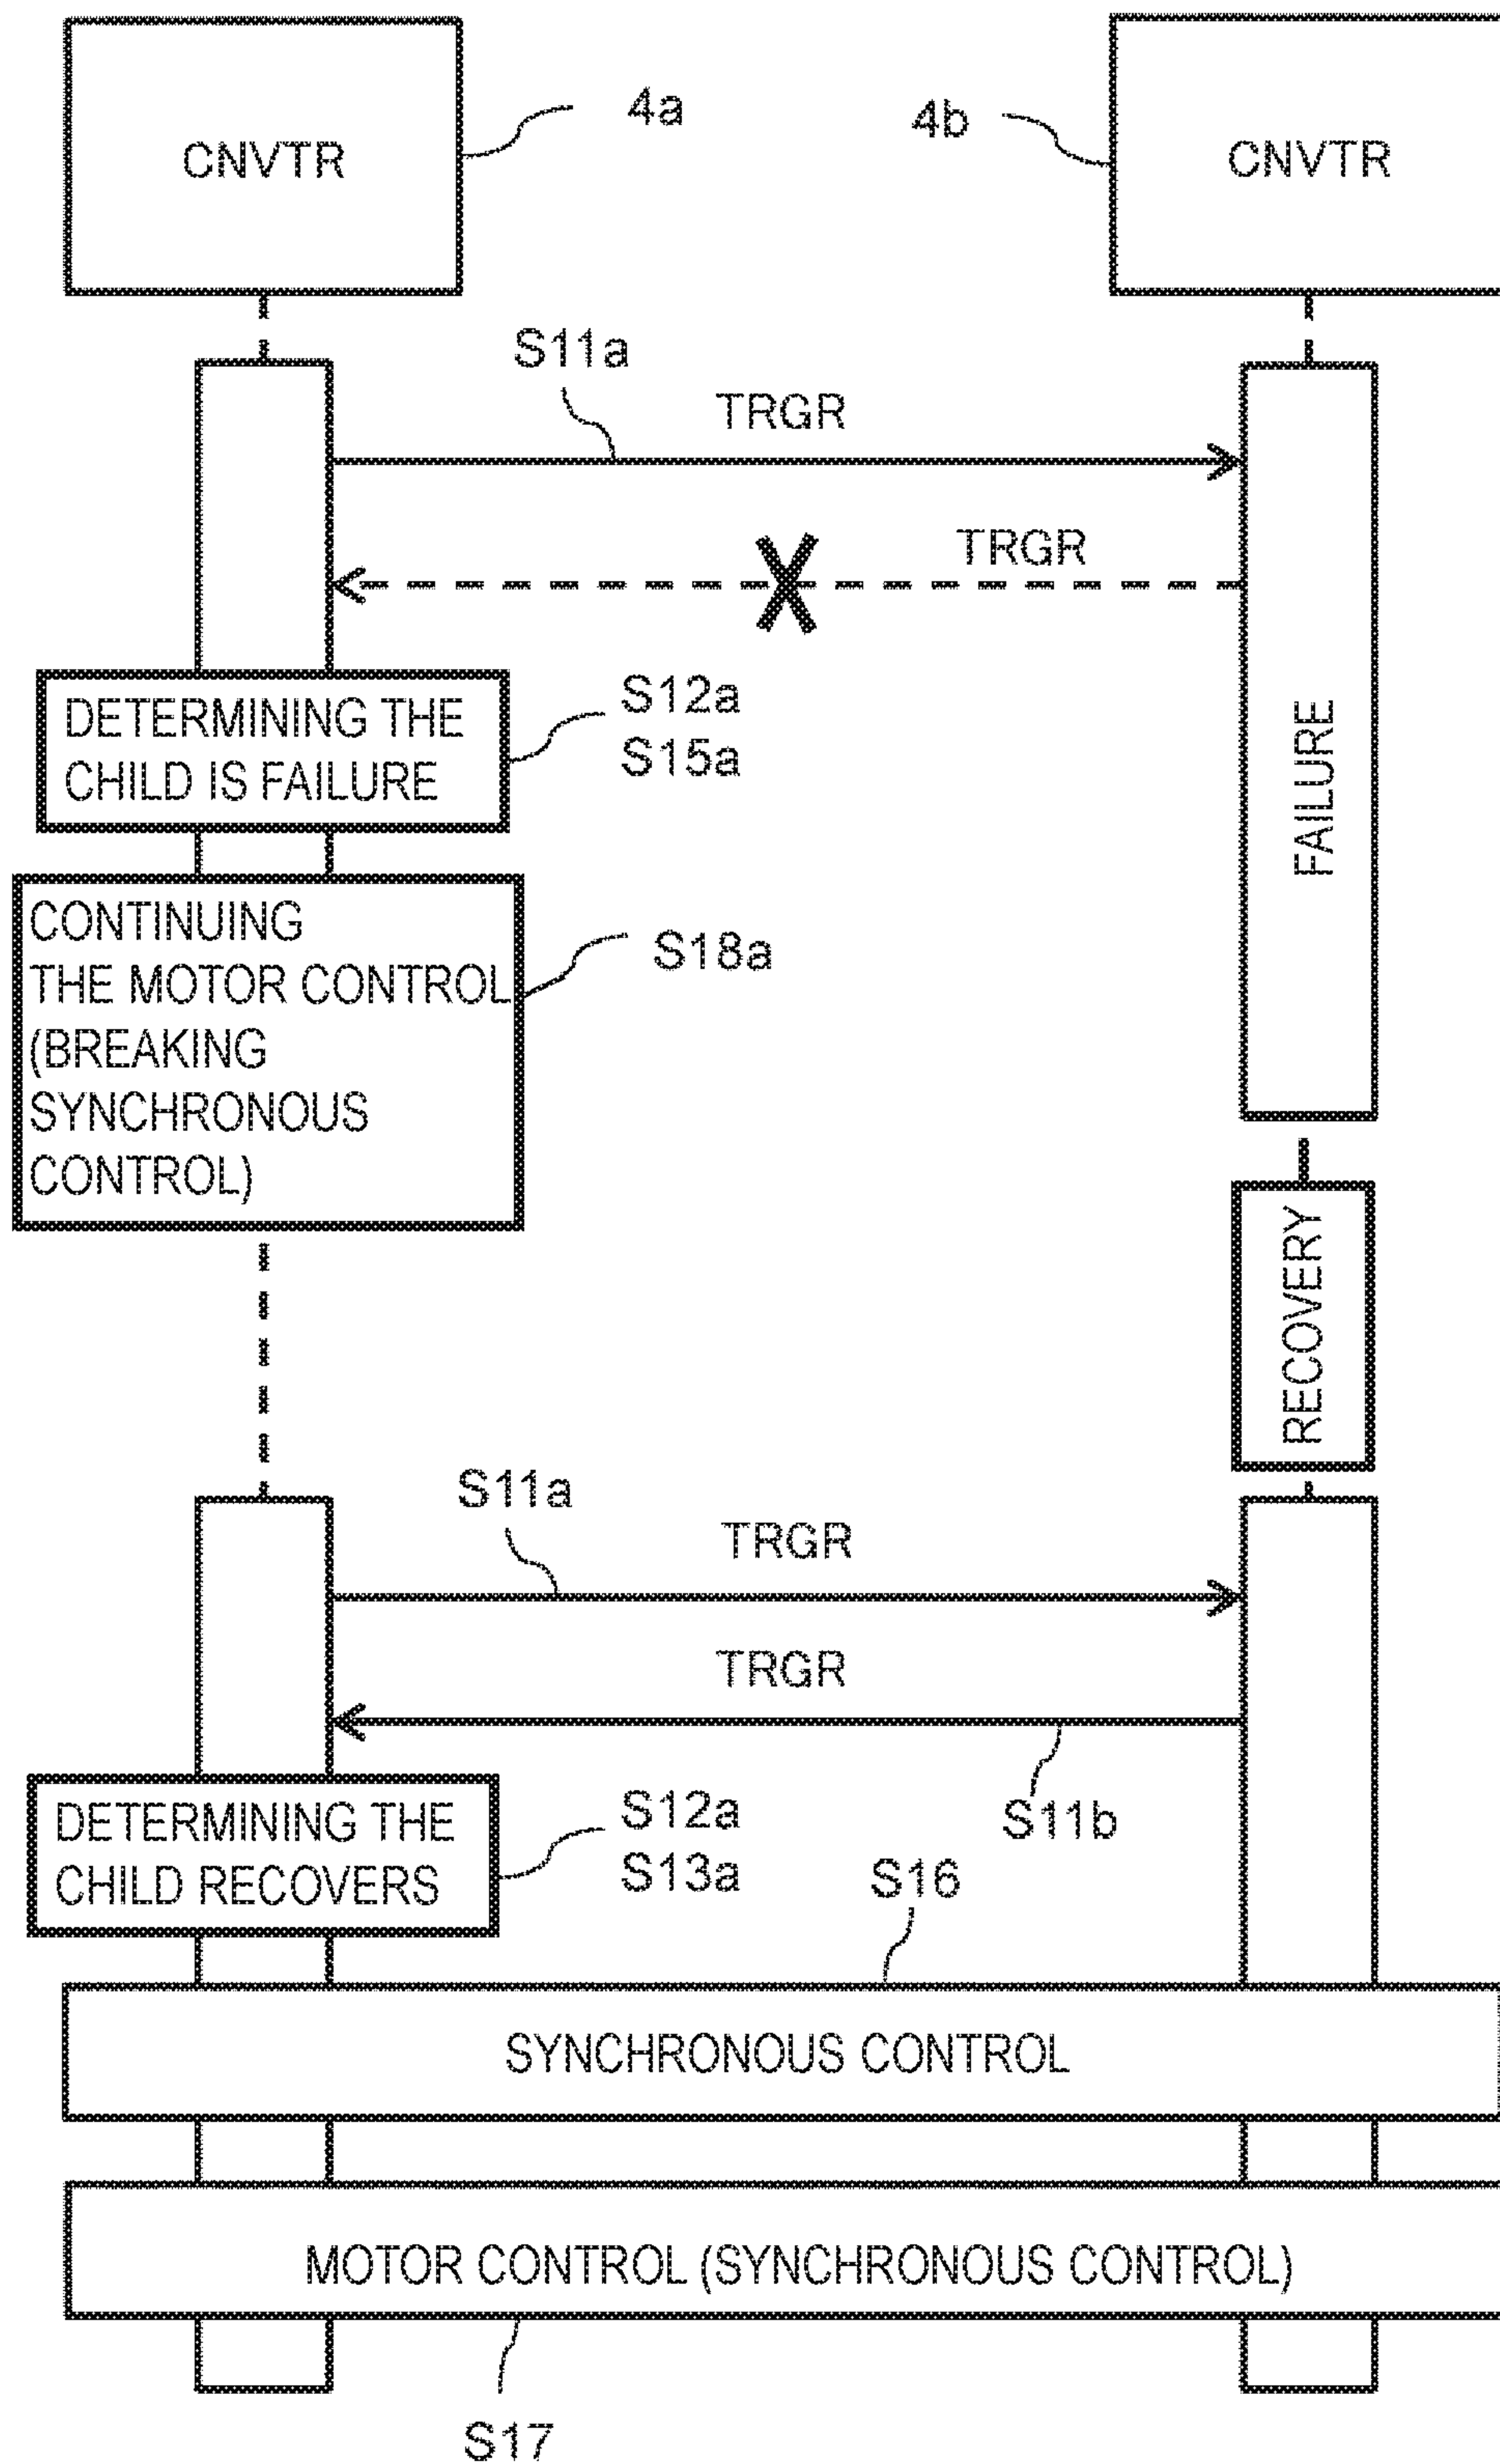 CNVTR
4a
4b
CNVTR
S11a
TRGR
TRGR
DETERMINING THE
CHILD IS FAILURE
S12a
S15a
FAILURE
CONTINUING
THE MOTOR CONTROL
(BREAKING
SYNCHRONOUS
CONTROL)
S18a
RECOVERY
S11a
TRGR
TRGR
S11b
DETERMINING THE
CHILD RECOVERS
S12a
S13a
S16
SYNCHRONOUS CONTROL
MOTOR CONTROL (SYNCHRONOUS CONTROL)
S17